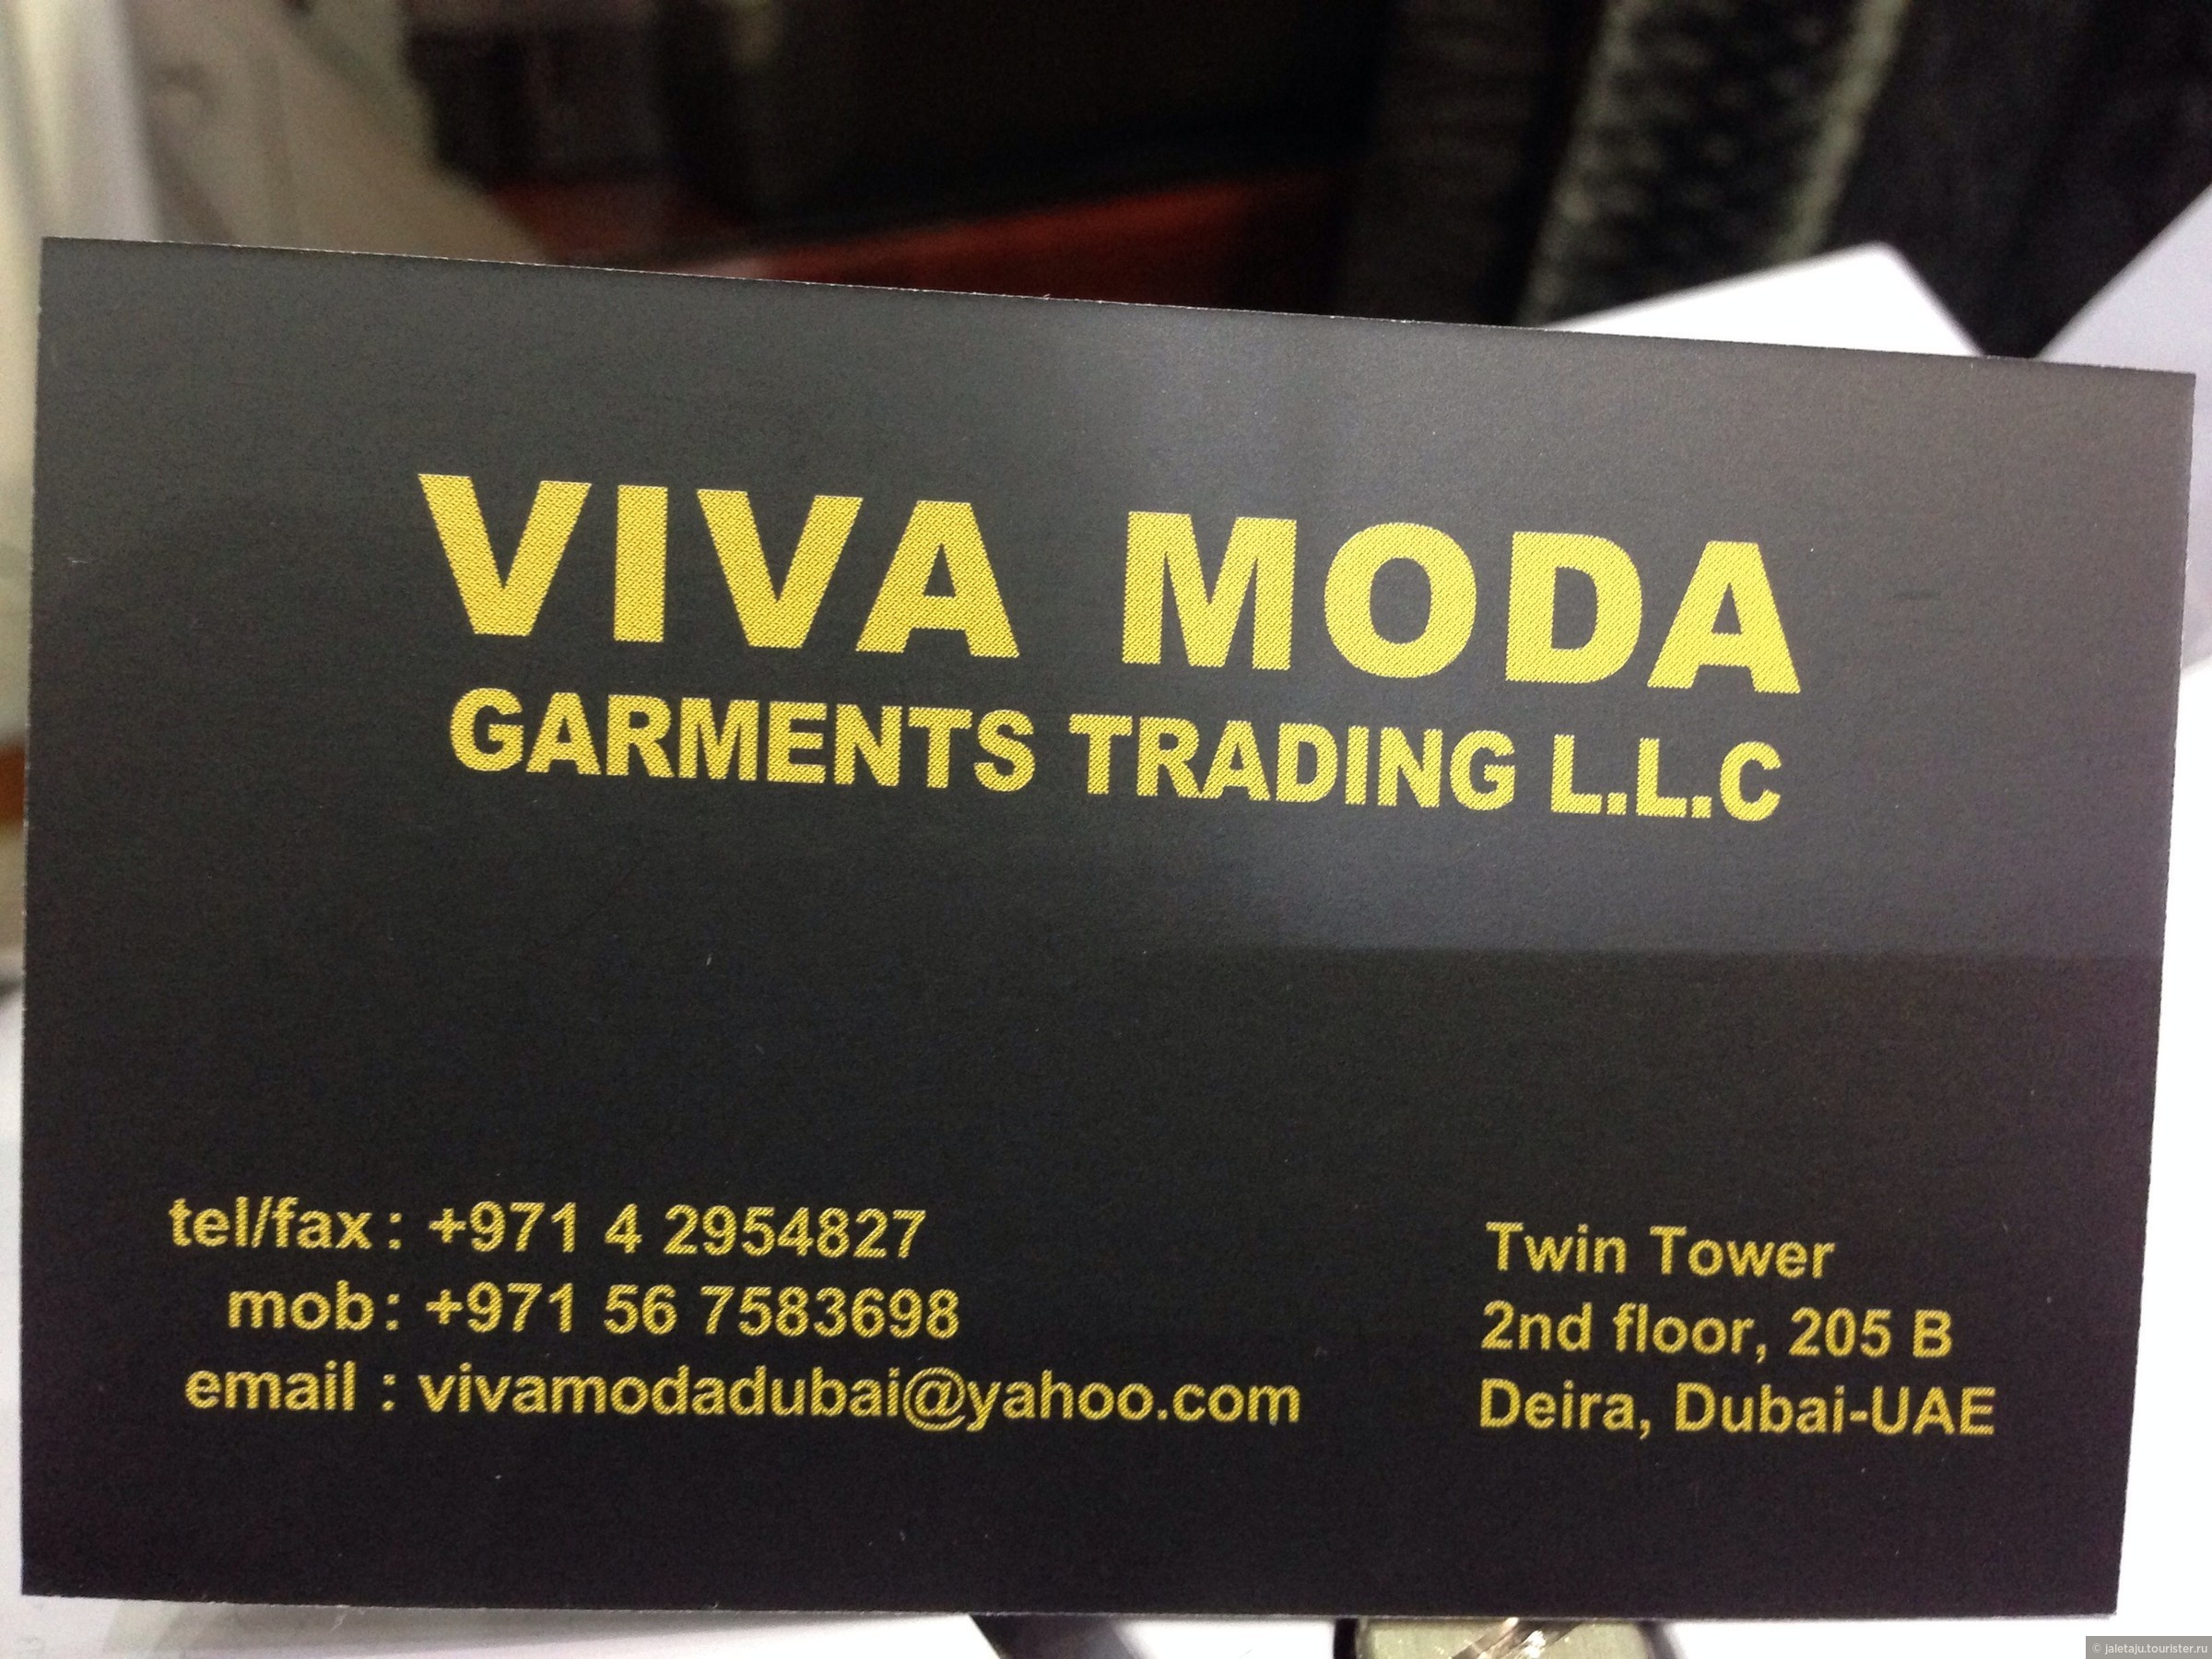 VIVA MODA
GARMENTS TRADING L.L.C
tel/fax : +971 4 2954827
mob : +971 56 7583698
email : vivamodadubai@yahoo.com
Twin Tower
2nd floor, 205 B
Deira, Dubai-UAE
© jaletaju.tourister.ru